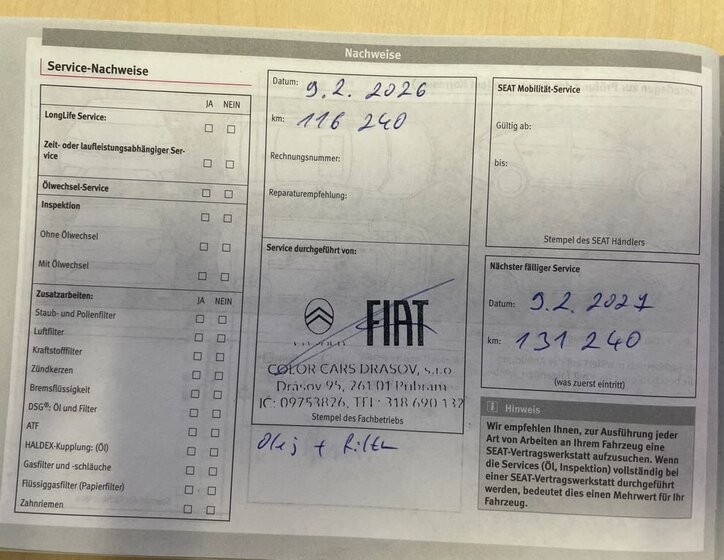 Nachweise
Service-Nachweise
JA NEIN
LongLife Service:
Zeit- oder laufleistungsabhängiger Ser-
vice
Ölwechsel-Service
Inspektion
Ohne Ölwechsel
Mit Ölwechsel
Zusatzarbeiten: JA NEIN
Staub- und Pollenfilter
Luftfilter
Kraftstofffilter
Zündkerzen
Bremsflüssigkeit
DSG®: Öl und Filter
ATF
HALDEX-Kupplung: (Öl)
Gasfilter und -schläuche
Flüssiggasfilter (Papierfilter)
Zahnriemen
Datum: 9. 2. 2026
km: 116 240
Rechnungsnummer:
Reparaturempfehlung:
Service durchgeführt von:
FIAT
COLOR CARS DRASOV, s.r.o.
Drásov 95, 261 01 Příbram
IČ: 09753826, TEL: 318 690 132
Stempel des Fachbetriebs
Olej + filtr
SEAT Mobilität-Service
Gültig ab:
bis:
Stempel des SEAT Händlers
Nächster fälliger Service
Datum: 9. 2. 2027
km: 131 240
(was zuerst eintritt)
i Hinweis
Wir empfehlen Ihnen, zur Ausführung jeder
Art von Arbeiten an Ihrem Fahrzeug eine
SEAT-Vertragswerkstatt aufzusuchen. Wenn
die Services (Öl, Inspektion) vollständig bei
einer SEAT-Vertragswerkstatt durchgeführt
werden, bedeutet dies einen Mehrwert für Ihr
Fahrzeug.